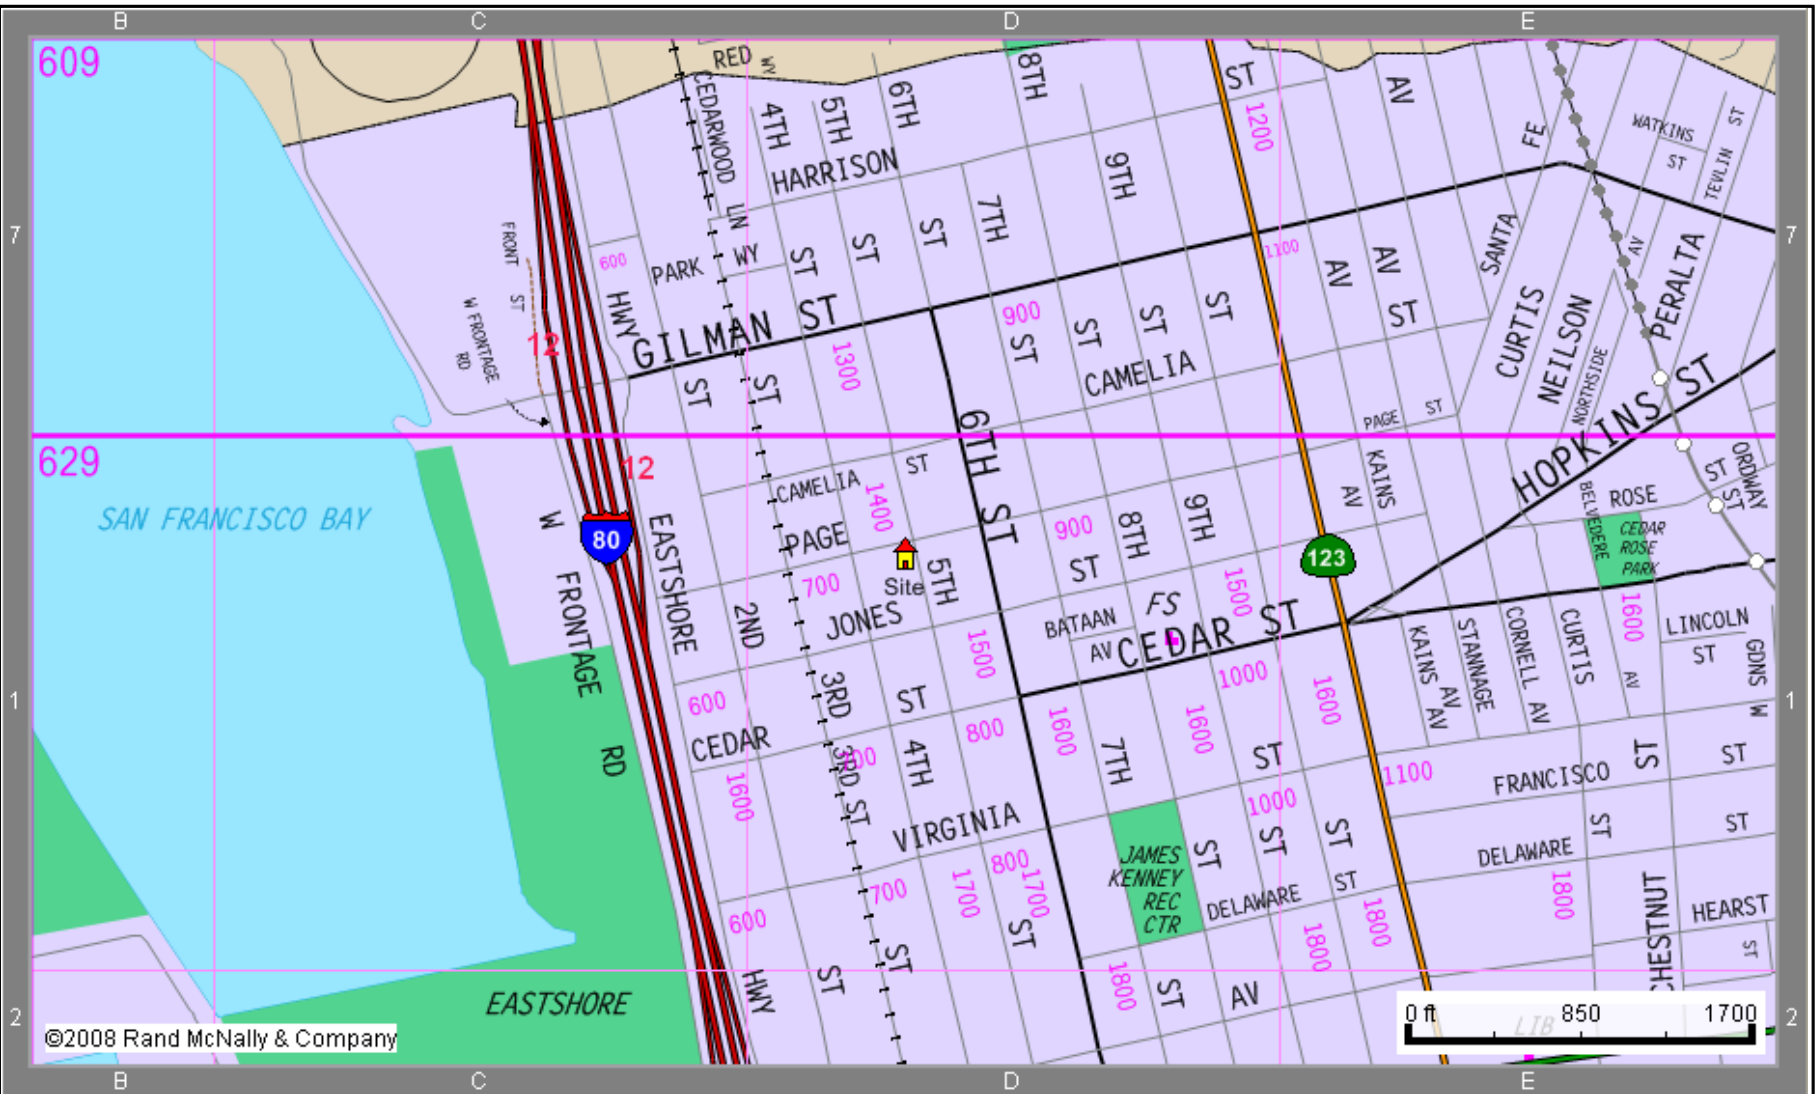 B C D E
609
RED WY
8TH
ST
AV
1200
CEDARWOOD LN
4TH
5TH
6TH
HARRISON
9TH
FE
WATKINS
ST
TEVLIN ST
7
7
FRONT
ST
600
PARK WY
ST
ST
ST
7TH
1100
AV
AV
SANTA
AV
PERALTA
W FRONTAGE
RD
HWY
12
GILMAN ST
1300
900
ST
ST
ST
ST
CAMELIA
ST
CURTIS
NEILSON
NORTHSIDE
HOPKINS ST
ST
ST
PAGE ST
629
12
6TH ST
CAMELIA
ST
1400
KAINS
AV
ORDWAY
ST
ST
ROSE
BELVEDERE
CEDAR
ROSE
PARK
SAN FRANCISCO BAY
W FRONTAGE RD
80
EASTSHORE
PAGE
Site
700
5TH
900
ST
8TH
9TH
1500
123
2ND
JONES
1500
BATAAN
AV
FS
CEDAR ST
1600
LINCOLN
ST
GDNS W
KAINS AV
AV
STANNAGE
CORNELL AV
CURTIS
AV
1
1
600
3RD
ST
1000
1600
CEDAR
800
1600
1600
700
4TH
7TH
ST
1100
FRANCISCO
ST
ST
1600
3RD ST
VIRGINIA
1000
ST
ST
ST
ST
ST
DELAWARE
JAMES
KENNEY
REC
CTR
800
700
1700
1700
DELAWARE
ST
1800
CHESTNUT
HEARST
ST
600
ST
1800
1800
HWY
ST
ST
1800
ST
AV
EASTSHORE
2
2
LIB
0 ft 850 1700
©2008 Rand McNally & Company
B C D E